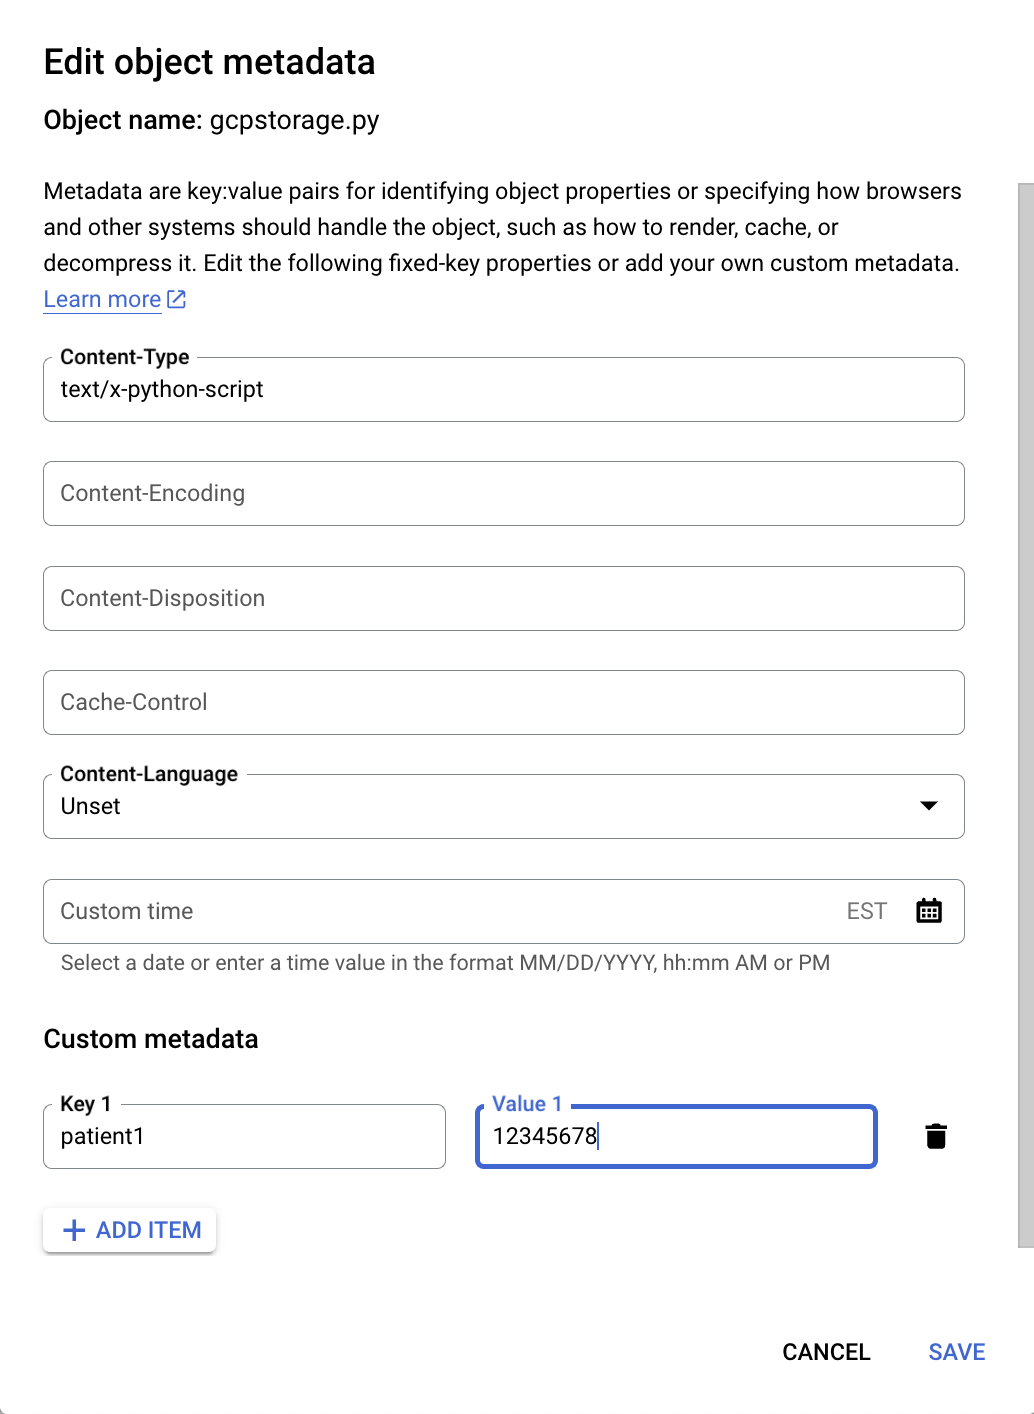 Edit object metadata
Object name: gcpstorage.py
Metadata are key:value pairs for identifying object properties or specifying how browsers
and other systems should handle the object, such as how to render, cache, or
decompress it. Edit the following fixed-key properties or add your own custom metadata.
Learn more
Content-Type
text/x-python-script
Content-Encoding
Content-Disposition
Cache-Control
Content-Language
Unset
Custom time EST
Select a date or enter a time value in the format MM/DD/YYYY, hh:mm AM or PM
Custom metadata
Key 1 Value 1
patient1 12345678
+ ADD ITEM
CANCEL SAVE